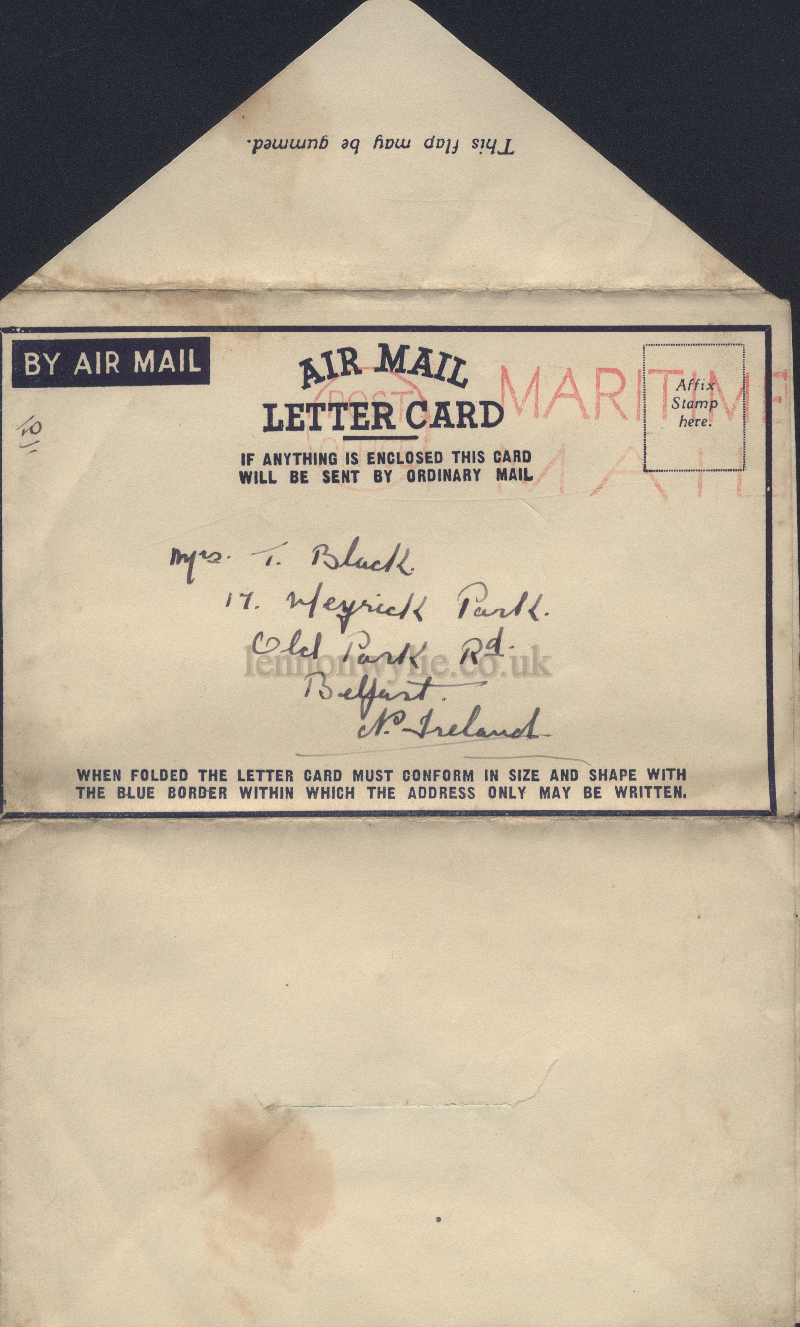 This flap may be gummed.
BY AIR MAIL
AIR MAIL
LETTER CARD
POST
MARITIME
MAIL
Affix
Stamp
here.
IF ANYTHING IS ENCLOSED THIS CARD
WILL BE SENT BY ORDINARY MAIL
Mrs. T. Black.
17. Meyrick Park.
Old Park Rd.
lennonwylie.co.uk
Belfast.
N. Ireland
WHEN FOLDED THE LETTER CARD MUST CONFORM IN SIZE AND SHAPE WITH
THE BLUE BORDER WITHIN WHICH THE ADDRESS ONLY MAY BE WRITTEN.